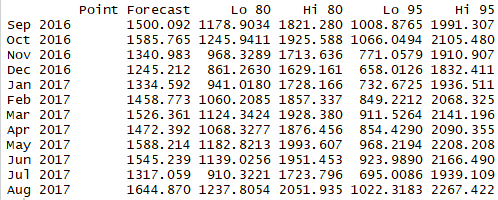 Point Forecast Lo 80 Hi 80 Lo 95 Hi 95
Sep 2016 1500.092 1178.9034 1821.280 1008.8765 1991.307
Oct 2016 1585.765 1245.9411 1925.588 1066.0494 2105.480
Nov 2016 1340.983 968.3289 1713.636 771.0579 1910.907
Dec 2016 1245.212 861.2630 1629.161 658.0126 1832.411
Jan 2017 1334.592 941.0180 1728.166 732.6725 1936.511
Feb 2017 1458.773 1060.2085 1857.337 849.2212 2068.325
Mar 2017 1526.361 1124.3424 1928.380 911.5264 2141.196
Apr 2017 1472.392 1068.3277 1876.456 854.4290 2090.355
May 2017 1588.214 1182.8213 1993.607 968.2194 2208.208
Jun 2017 1545.239 1139.0256 1951.453 923.9890 2166.490
Jul 2017 1317.059 910.3221 1723.796 695.0086 1939.109
Aug 2017 1644.870 1237.8054 2051.935 1022.3183 2267.422